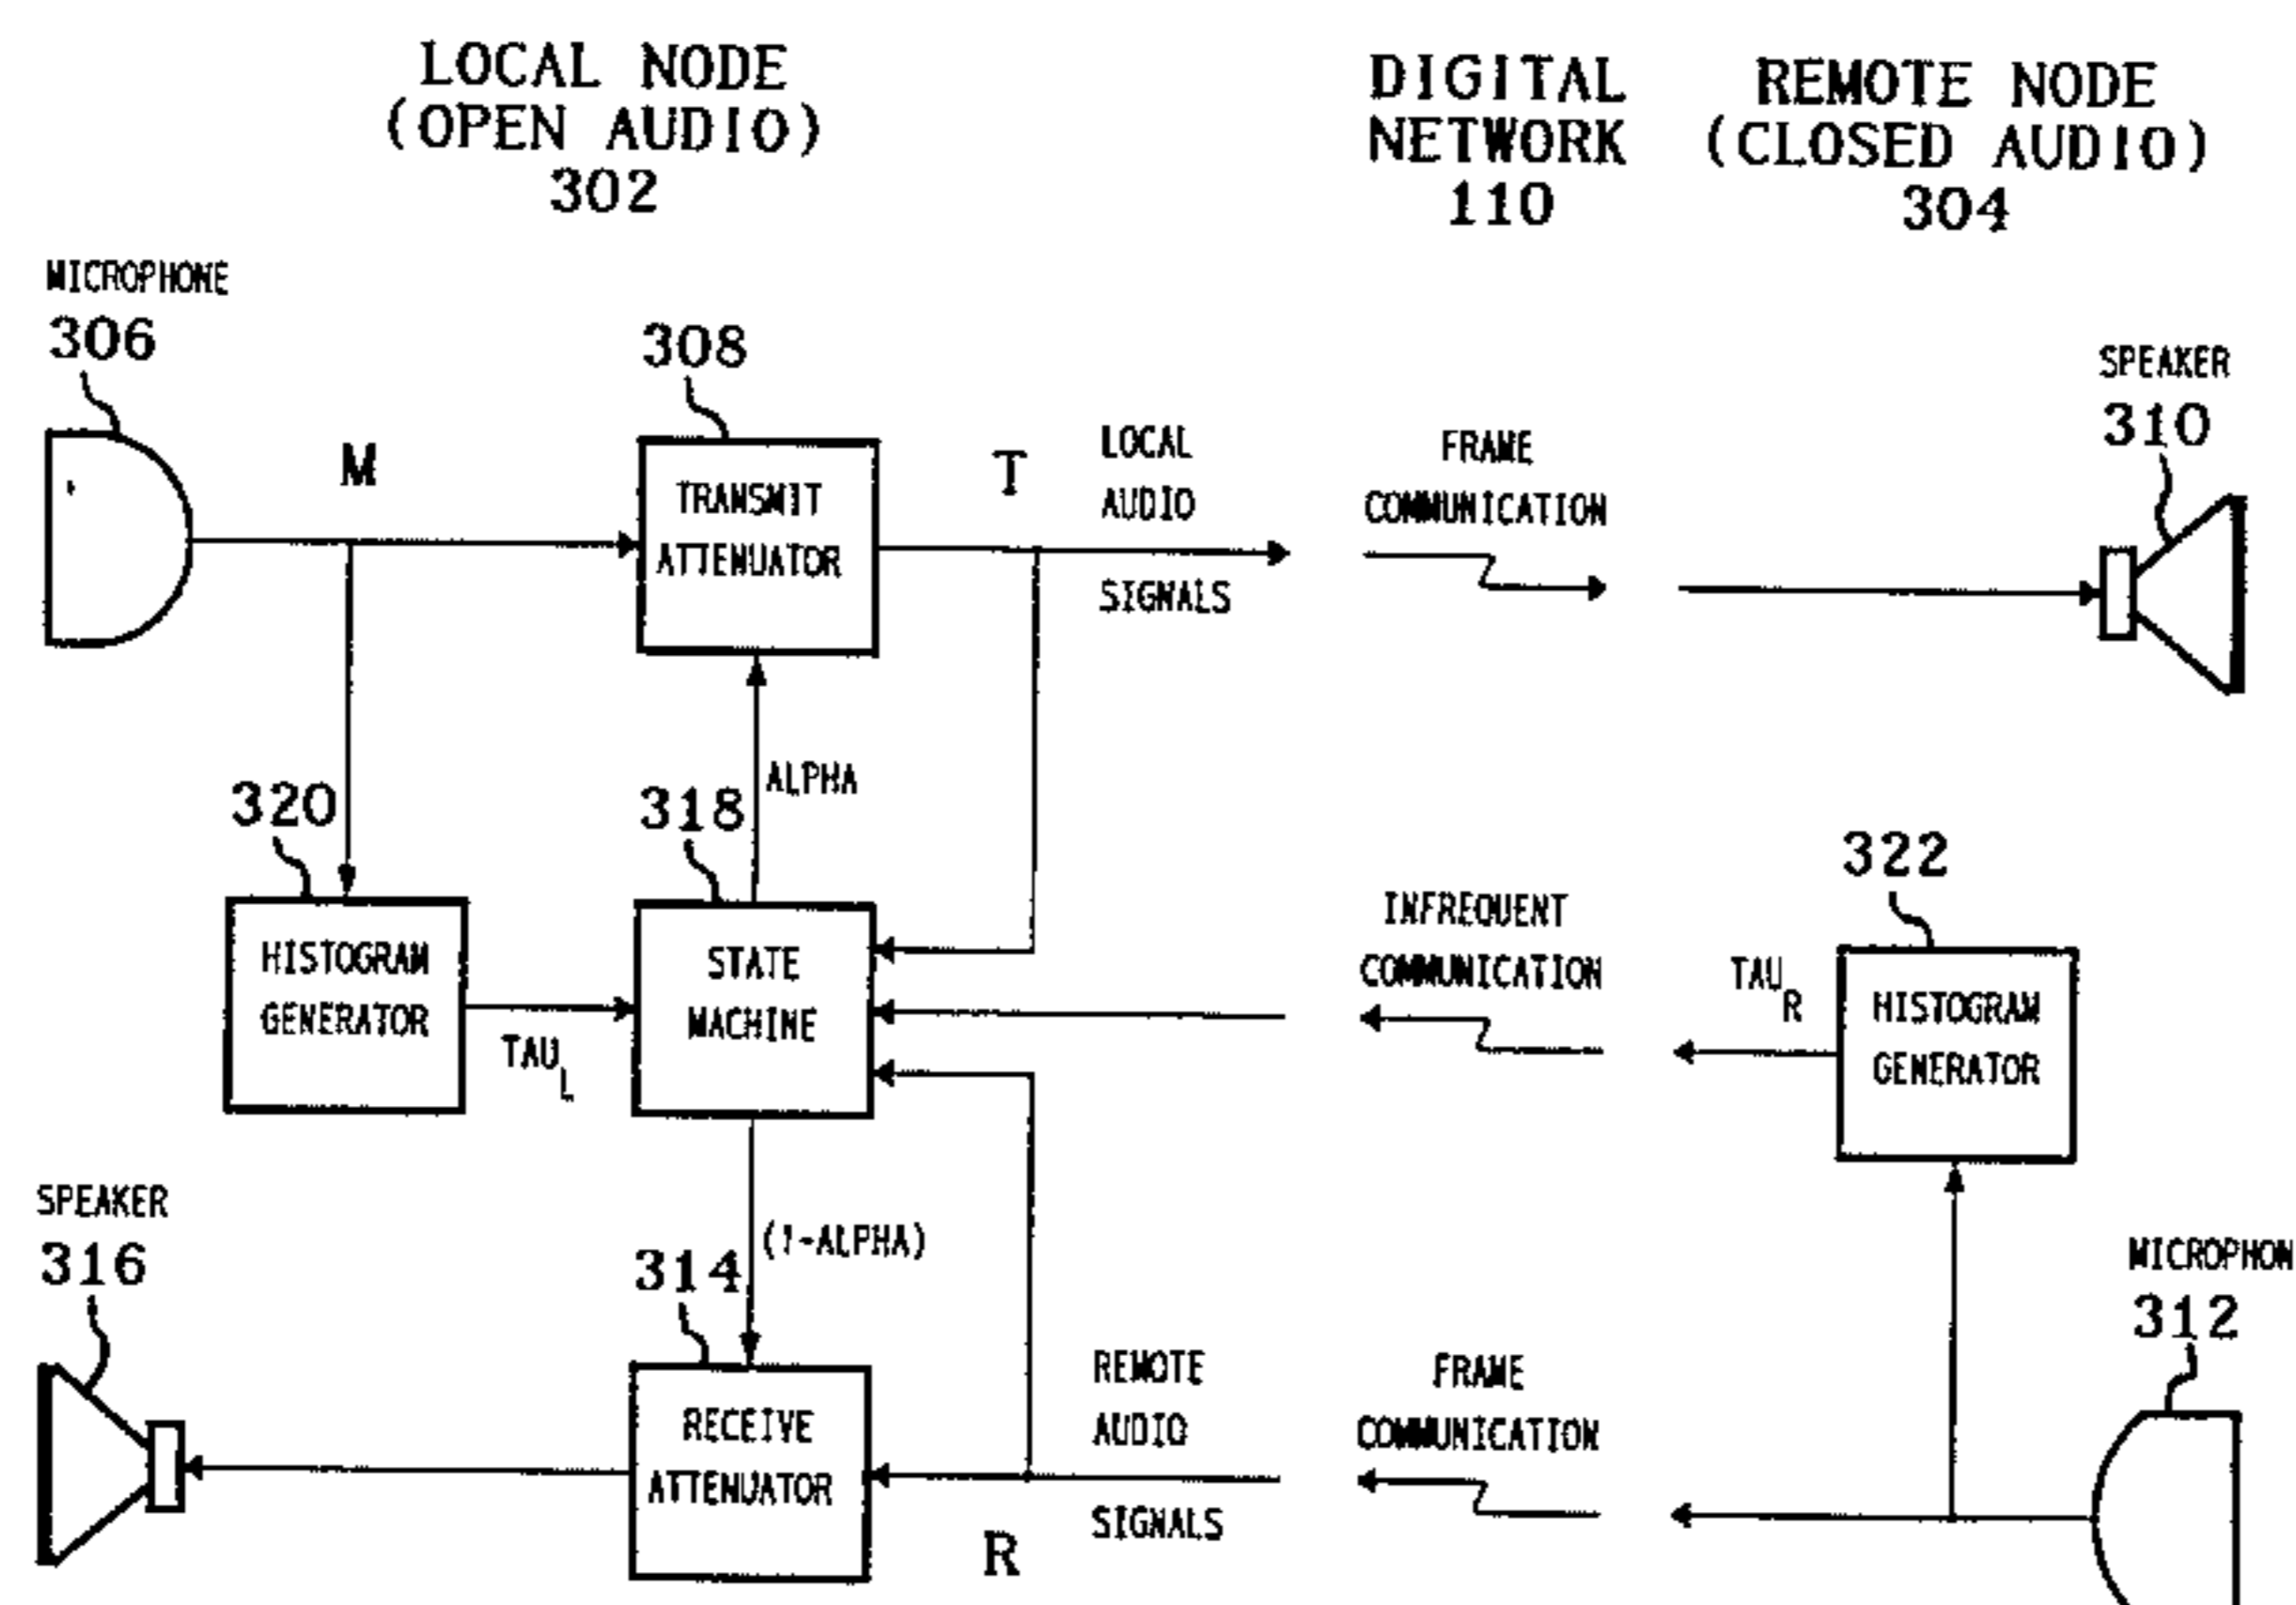 LOCAL NODE
(OPEN AUDIO)
302
DIGITAL
NETWORK
110
REMOTE NODE
(CLOSED AUDIO)
304
MICROPHONE
306
308
SPEAKER
310
M
T
LOCAL
AUDIO
SIGNALS
FRAME
COMMUNICATION
TRANSMIT
ATTENUATOR
ALPHA
320
318
322
HISTOGRAM
GENERATOR
TAU L
STATE
MACHINE
INFREQUENT
COMMUNICATION
TAU R
HISTOGRAM
GENERATOR
SPEAKER
316
314
(1-ALPHA)
MICROPHON
312
RECEIVE
ATTENUATOR
REMOTE
AUDIO
SIGNALS
R
FRAME
COMMUNICATION